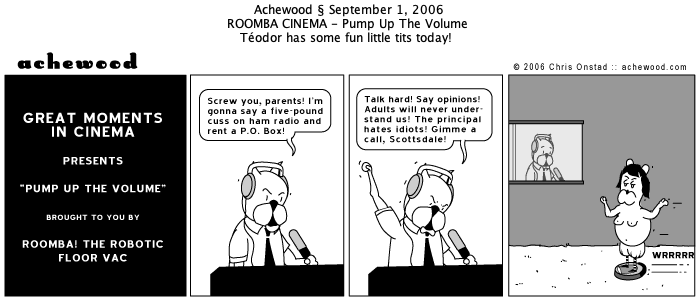 Achewood § September 1, 2006
ROOMBA CINEMA - Pump Up The Volume
Téodor has some fun little tits today!
achewood
© 2006 Chris Onstad :: achewood.com
GREAT MOMENTS
IN CINEMA
PRESENTS
"PUMP UP THE VOLUME"
BROUGHT TO YOU BY
ROOMBA! THE ROBOTIC
FLOOR VAC
Screw you, parents! I'm
gonna say a five-pound
cuss on ham radio and
rent a P.O. Box!
Talk hard! Say opinions!
Adults will never under-
stand us! The principal
hates idiots! Gimme a
call, Scottsdale!
WRRRRR